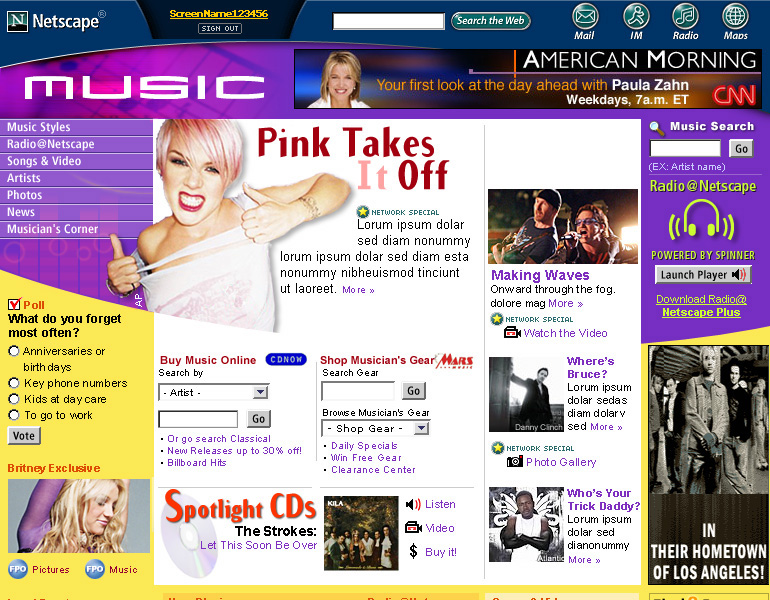 Netscape®
ScreenName123456
SIGN OUT
Search the Web
Mail
IM
Radio
Maps
MUSIC
AMERICAN MORNING
Your first look at the day ahead with Paula Zahn
Weekdays, 7a.m. ET
CNN
Music Styles
Radio@Netscape
Songs & Video
Artists
Photos
News
Musician's Corner
Pink Takes
It Off
NETWORK SPECIAL
Lorum ipsum dolar
sed diam nonummy
lorum ipsum dolar sed diam esta
nonummy nibheuismod tincidunt
ut laoreet. More »
AP
Making Waves
Onward through the fog.
dolore mag More »
NETWORK SPECIAL
Watch the Video
Music Search
Go
(EX: Artist name)
Radio@Netscape
POWERED BY SPINNER
Launch Player
Download Radio@
Netscape Plus
Poll
What do you forget
most often?
Anniversaries or
birthdays
Key phone numbers
Kids at day care
To go to work
Vote
Britney Exclusive
FPO Pictures
FPO Music
Buy Music Online
CDNOW
Search by
- Artist -
Go
• Or go search Classical
• New Releases up to 30% off!
• Billboard Hits
Shop Musician's Gear
MARS
MUSIC
Search Gear
Go
Browse Musician's Gear
- Shop Gear -
• Daily Specials
• Win Free Gear
• Clearance Center
Where's
Bruce?
Lorum ipsum
dolar sedas
diam dolarv
sed More »
Danny Clinch
NETWORK SPECIAL
Photo Gallery
Spotlight CDs
The Strokes:
Let This Soon Be Over
KILA
Listen
Video
$ Buy it!
Who's Your
Trick Daddy?
Lorum ipsum
dolar sed
dianonummy
More »
Atlantic
IN
THEIR HOMETOWN
OF LOS ANGELES!